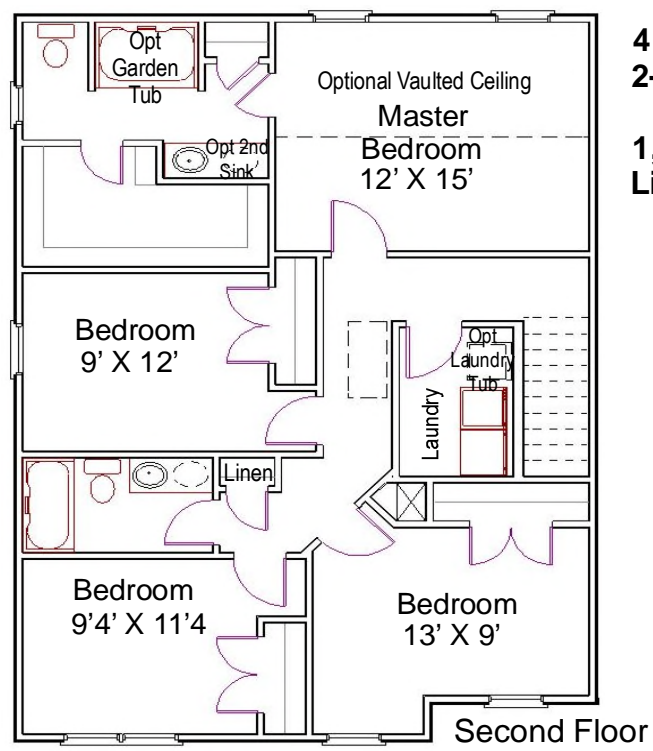 Opt
Garden
Tub
Optional Vaulted Ceiling
Master
Bedroom
12’ X 15’
Opt 2nd
Sink
4
2-
1,
Li
Bedroom
9’ X 12’
Opt
Laundry
Tub
Laundry
Linen
Bedroom
9’4’ X 11’4
Bedroom
13’ X 9’
Second Floor